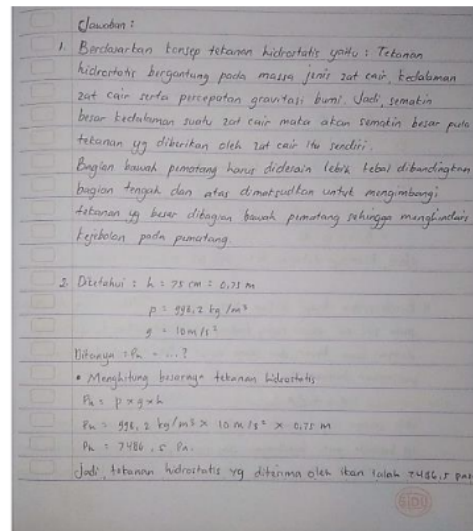 Jawaban :
1. Berdasarkan konsep tekanan hidrostatis yaitu : Tekanan
hidrostatis bergantung pada massa jenis zat cair, kedalaman
zat cair serta percepatan gravitasi bumi. Jadi, semakin
besar kedalaman suatu zat cair maka akan semakin besar pula
tekanan yg diberikan oleh zat cair itu sendiri.
Bagian bawah pematang harus didesain lebih tebal dibandingkan
bagian tengah dan atas dimaksudkan untuk mengimbangi
tekanan yg besar dibagian bawah pematang sehingga menghindari
kejebolan pada pematang.
2. Diketahui : h = 75 cm = 0,75 m
ρ = 998,2 kg/m³
g = 10 m/s²
Ditanya : Ph = ...?
• Menghitung besarnya tekanan hidrostatis
Ph = ρ × g × h
Ph = 998,2 kg/m³ × 10 m/s² × 0,75 m
Ph = 7486,5 Pa.
Jadi, tekanan hidrostatis yg diterima oleh ikan ialah 7486,5